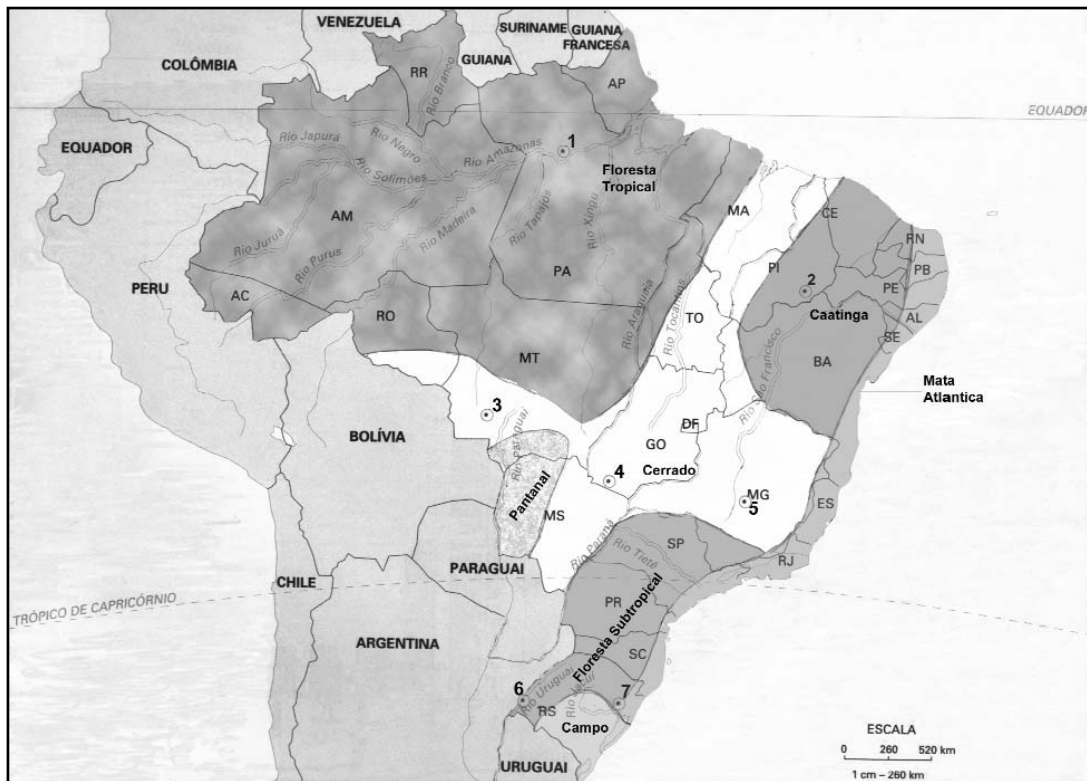 VENEZUELA
SURINAME
GUIANA
FRANCESA
GUIANA
COLÔMBIA
RR
Rio Branco
AP
EQUADOR
EQUADOR
Rio Japurá
Rio Negro
Rio Amazonas
1
Rio Solimões
Floresta
Tropical
AM
Rio Tapajós
Rio Xingu
MA
CE
Rio Juruá
Rio Purus
Rio Madeira
PA
RN
PERU
PI
2
PB
AC
PE
RO
Rio Araguaia
Rio Tocantins
TO
Caatinga
AL
SE
MT
BA
Rio São Francisco
Mata
Atlantica
3
BOLÍVIA
Rio Paraguai
DF
GO
4
Cerrado
MG
5
Pantanal
MS
ES
Rio Paraná
SP
Rio Tietê
RJ
PARAGUAI
CHILE
TRÓPICO DE CAPRICÓRNIO
PR
Floresta Subtropical
ARGENTINA
SC
6
Rio Uruguai
Rio Jacuí
7
RS
Campo
URUGUAI
ESCALA
0 260 520 km
1 cm – 260 km